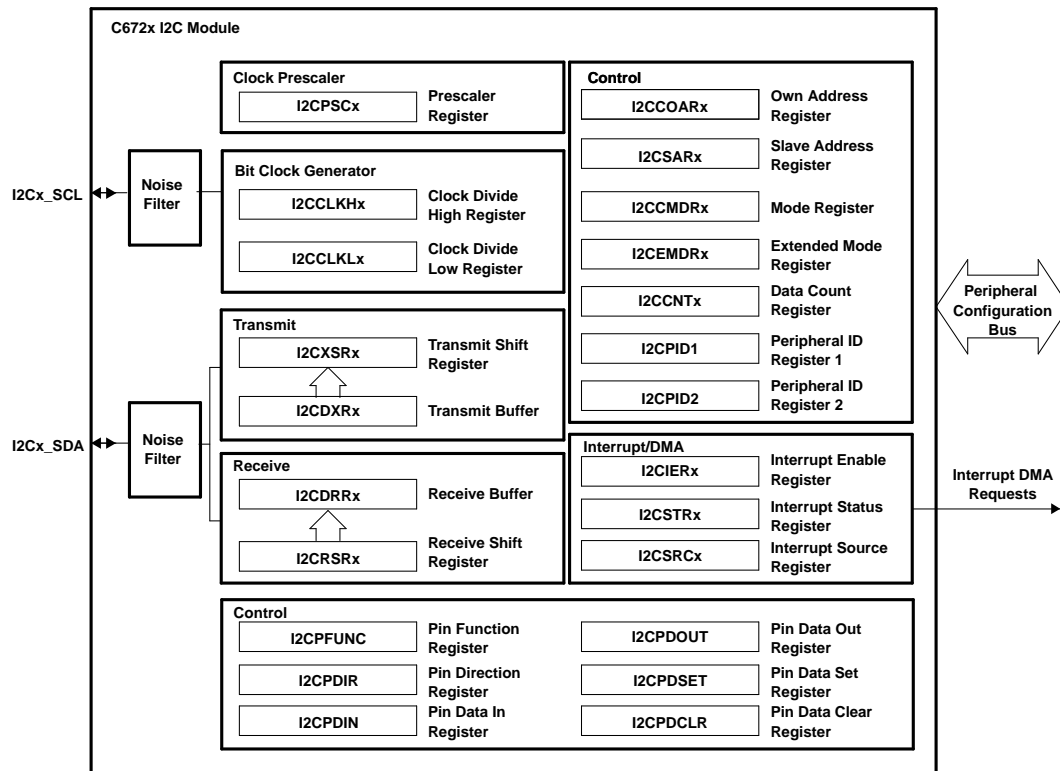 C672x I2C Module
Clock Prescaler
I2CPSCx
Prescaler
Register
I2Cx_SCL
Noise
Filter
Bit Clock Generator
I2CCLKHx
Clock Divide
High Register
I2CCLKLx
Clock Divide
Low Register
Transmit
I2CXSRx
Transmit Shift
Register
I2CDXRx
Transmit Buffer
I2Cx_SDA
Noise
Filter
Receive
I2CDRRx
Receive Buffer
I2CRSRx
Receive Shift
Register
Control
I2CCOARx
Own Address
Register
I2CSARx
Slave Address
Register
I2CCMDRx
Mode Register
I2CEMDRx
Extended Mode
Register
I2CCNTx
Data Count
Register
I2CPID1
Peripheral ID
Register 1
I2CPID2
Peripheral ID
Register 2
Peripheral
Configuration
Bus
Interrupt/DMA
I2CIERx
Interrupt Enable
Register
I2CSTRx
Interrupt Status
Register
I2CSRCx
Interrupt Source
Register
Interrupt DMA
Requests
Control
I2CPFUNC
Pin Function
Register
I2CPDIR
Pin Direction
Register
I2CPDIN
Pin Data In
Register
I2CPDOUT
Pin Data Out
Register
I2CPDSET
Pin Data Set
Register
I2CPDCLR
Pin Data Clear
Register